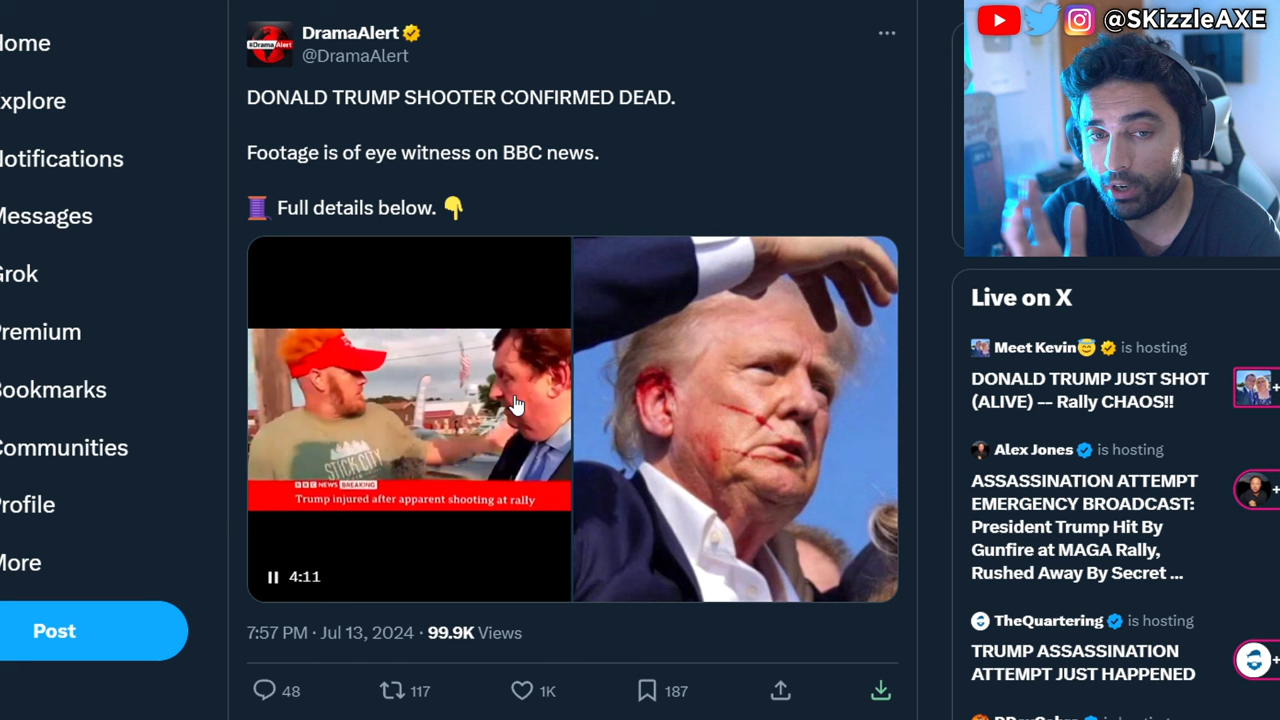 @SKizzleAXE
ome
xplore
otifications
essages
rok
remium
ookmarks
ommunities
rofile
ore
Post
#DramaAlert
DramaAlert
@DramaAlert
DONALD TRUMP SHOOTER CONFIRMED DEAD.
Footage is of eye witness on BBC news.
🧵 Full details below. 👇
STICK CITY
BBC NEWS BREAKING
Trump injured after apparent shooting at rally
4:11
7:57 PM · Jul 13, 2024 · 99.9K Views
48 117 1K 187
Live on X
Meet Kevin😇 is hosting
DONALD TRUMP JUST SHOT
(ALIVE) -- Rally CHAOS!!
Alex Jones is hosting
ASSASSINATION ATTEMPT
EMERGENCY BROADCAST:
President Trump Hit By
Gunfire at MAGA Rally,
Rushed Away By Secret ...
TheQuartering is hosting
TRUMP ASSASSINATION
ATTEMPT JUST HAPPENED